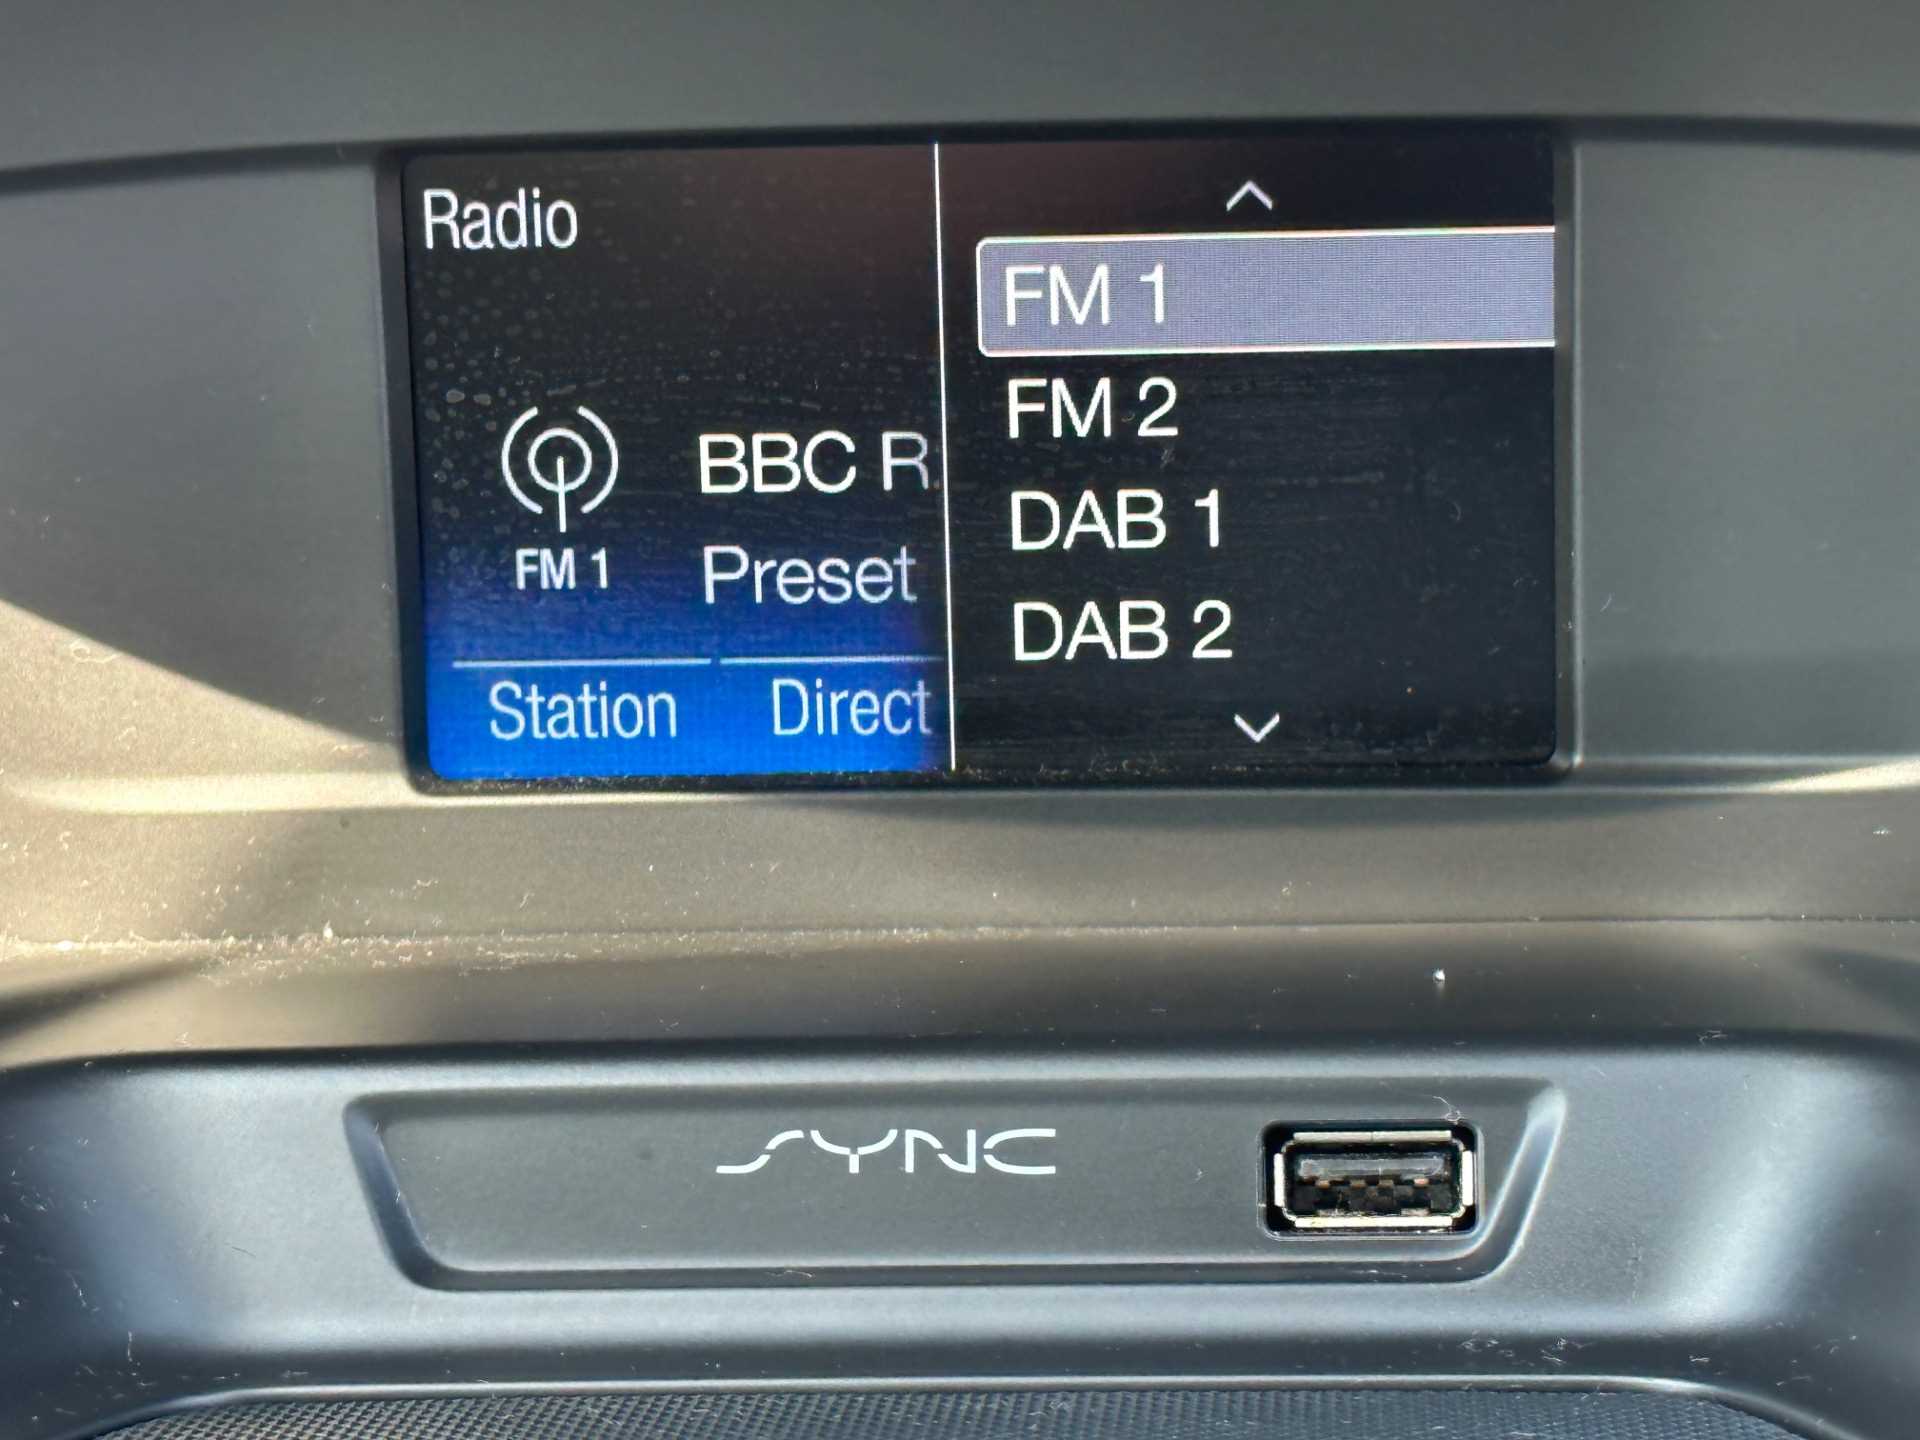 Radio
FM 1
BBC R
Preset
Station
Direct
FM 1
FM 2
DAB 1
DAB 2
SYNC